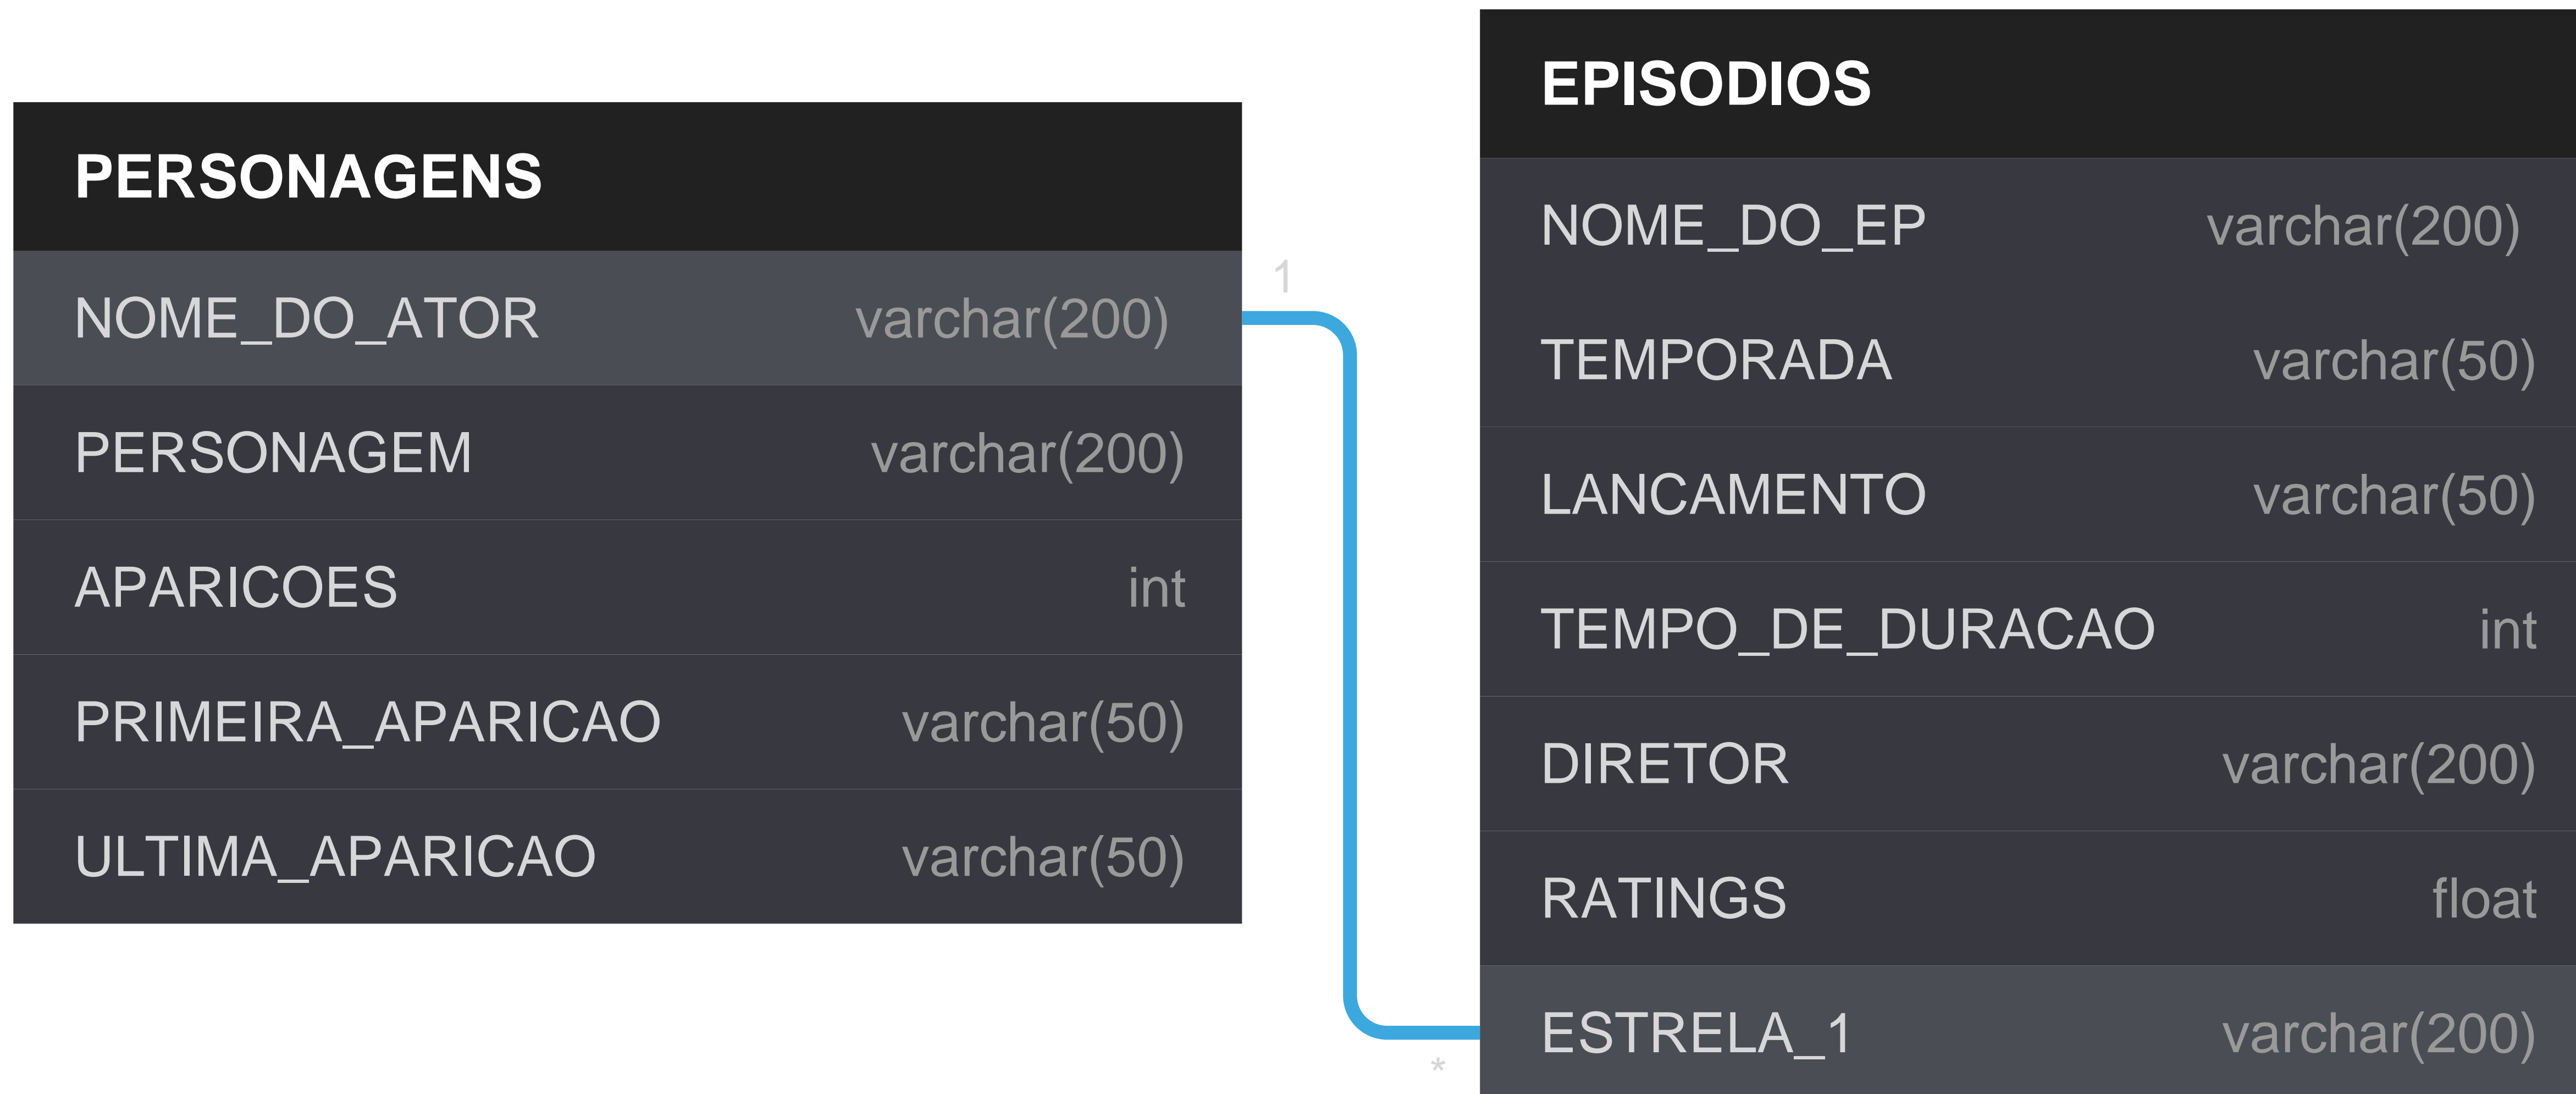 PERSONAGENS
NOME_DO_ATOR varchar(200)
PERSONAGEM varchar(200)
APARICOES int
PRIMEIRA_APARICAO varchar(50)
ULTIMA_APARICAO varchar(50)
1
*
EPISODIOS
NOME_DO_EP varchar(200)
TEMPORADA varchar(50)
LANCAMENTO varchar(50)
TEMPO_DE_DURACAO int
DIRETOR varchar(200)
RATINGS float
ESTRELA_1 varchar(200)